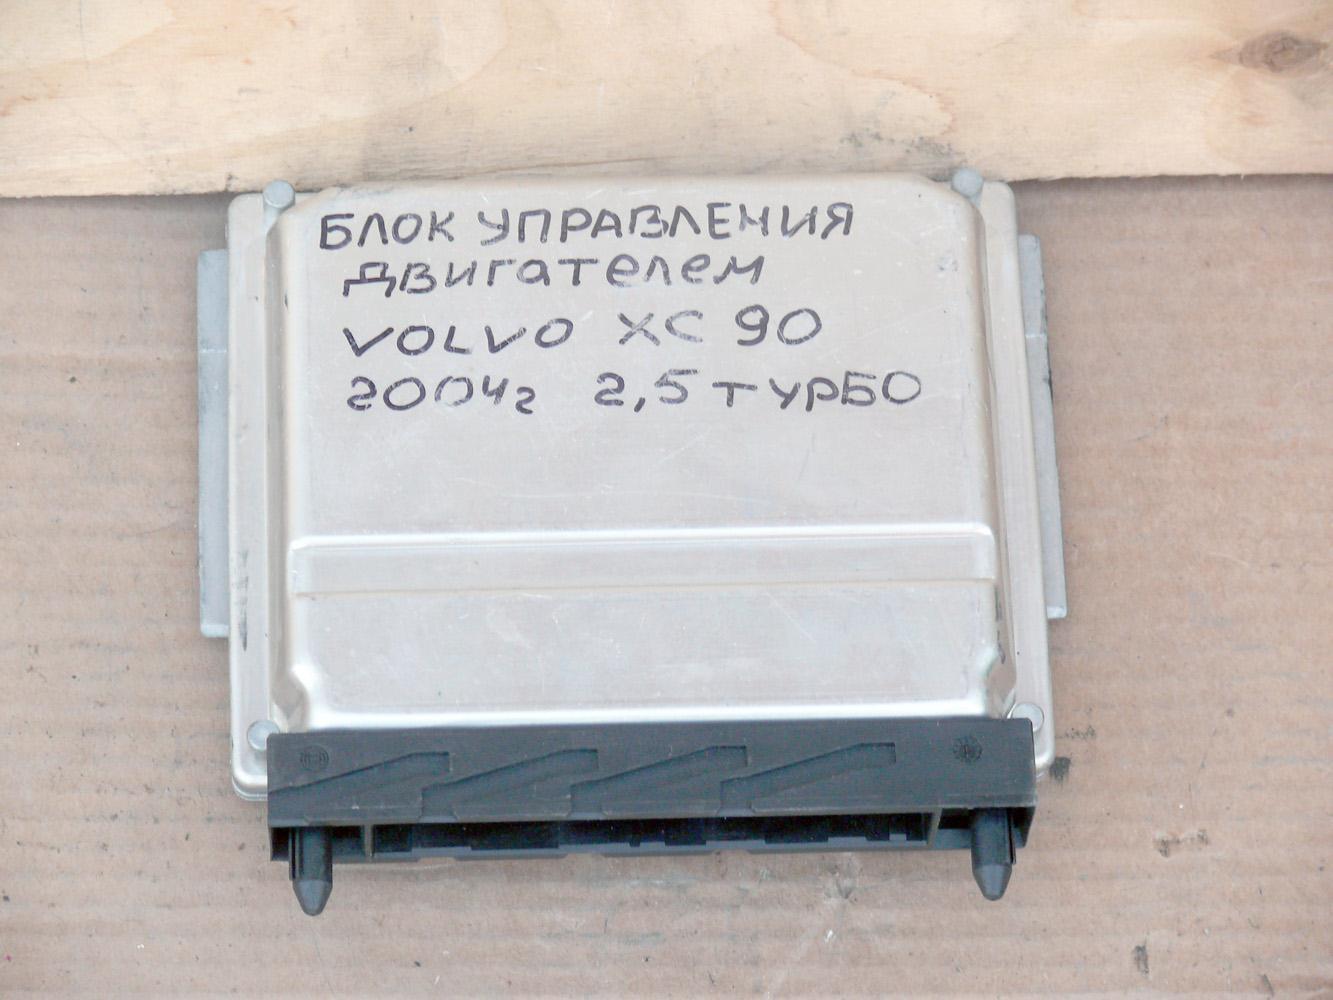 БЛОК УПРАВЛЕНИЯ
двигателем
VOLVO XC 90
2004г 2,5 ТУРБО